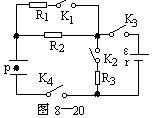 R₁ K₁
R₂ K₃
K₂ ε
P r
K₄ R₃
图 8—20